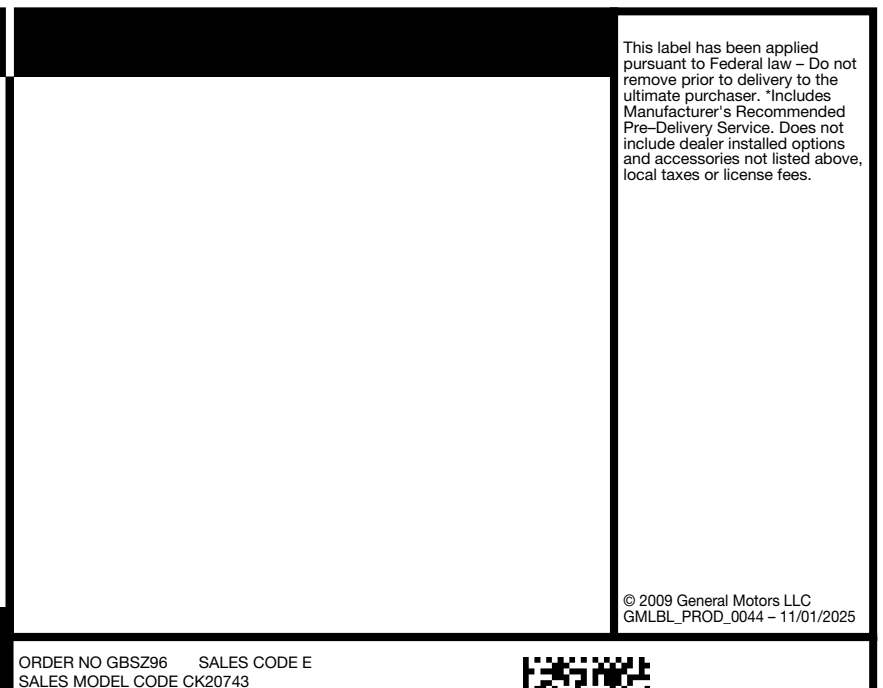 This label has been applied
pursuant to Federal law – Do not
remove prior to delivery to the
ultimate purchaser. *Includes
Manufacturer's Recommended
Pre–Delivery Service. Does not
include dealer installed options
and accessories not listed above,
local taxes or license fees.
© 2009 General Motors LLC
GMLBL_PROD_0044 – 11/01/2025
ORDER NO GBSZ96 SALES CODE E
SALES MODEL CODE CK20743